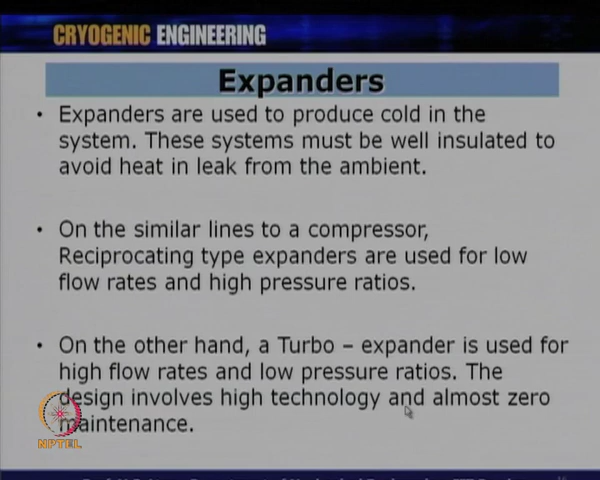 CRYOGENIC ENGINEERING
Expanders
• Expanders are used to produce cold in the
system. These systems must be well insulated to
avoid heat in leak from the ambient.
• On the similar lines to a compressor,
Reciprocating type expanders are used for low
flow rates and high pressure ratios.
• On the other hand, a Turbo – expander is used for
high flow rates and low pressure ratios. The
design involves high technology and almost zero
maintenance.
NPTEL